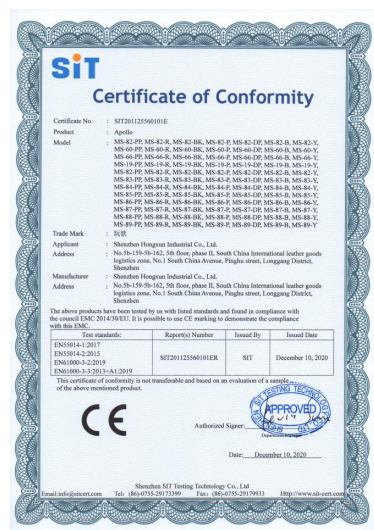 SiT
Certificate of Conformity
Certificate No. : SIT201125560101E
Product : Apollo
Model : MS-82-PP, MS-82-R, MS-82-BK, MS-82-P, MS-82-DP, MS-82-B, MS-82-Y,
MS-60-PP, MS-60-R, MS-60-BK, MS-60-P, MS-60-DP, MS-60-B, MS-60-Y,
MS-66-PP, MS-66-R, MS-66-BK, MS-66-P, MS-66-DP, MS-66-B, MS-66-Y,
MS-19-PP, MS-19-R, MS-19-BK, MS-19-P, MS-19-DP, MS-19-B, MS-19-Y,
MS-82-PP, MS-82-R, MS-82-BK, MS-82-P, MS-82-DP, MS-82-B, MS-82-Y,
MS-83-PP, MS-83-R, MS-83-BK, MS-83-P, MS-83-DP, MS-83-B, MS-83-Y,
MS-84-PP, MS-84-R, MS-84-BK, MS-84-P, MS-84-DP, MS-84-B, MS-84-Y,
MS-85-PP, MS-85-R, MS-85-BK, MS-85-P, MS-85-DP, MS-85-B, MS-85-Y,
MS-86-PP, MS-86-R, MS-86-BK, MS-86-P, MS-86-DP, MS-86-B, MS-86-Y,
MS-87-PP, MS-87-R, MS-87-BK, MS-87-P, MS-87-DP, MS-87-B, MS-87-Y,
MS-88-PP, MS-88-R, MS-88-BK, MS-88-P, MS-88-DP, MS-88-B, MS-88-Y,
MS-89-PP, MS-89-R, MS-89-BK, MS-89-P, MS-89-DP, MS-89-B, MS-89-Y
Trade Mark :
Applicant : Shenzhen Hongxun Industrial Co., Ltd.
Address : No.5b-159-5b-162, 5th floor, phase II, South China International leather goods
logistics zone, No.1 South China Avenue, Pinghu street, Longgang District,
Shenzhen
Manufacturer : Shenzhen Hongxun Industrial Co., Ltd.
Address : No.5b-159-5b-162, 5th floor, phase II, South China International leather goods
logistics zone, No.1 South China Avenue, Pinghu street, Longgang District,
Shenzhen
The above products have been tested by us with listed standards and found in compliance with
the council EMC 2014/30/EU. It is possible to use CE marking to demonstrate the compliance
with this EMC.
Test standards: Report(s) Number Issued By Issued Date
EN55014-1:2017
EN55014-2:2015
EN61000-3-2:2019
EN61000-3-3:2013+A1:2019
SIT201125560101ER SIT December 10, 2020
This certificate of conformity is not transferable and based on an evaluation of a sample
of the above mentioned product.
CE
SIT TESTING TECHNOLOGY
APPROVED
Authorized Signer:
Department Manager
Date: December 10, 2020
Shenzhen SIT Testing Technology Co., Ltd
Email:info@sitcert.com Tel: (86)-0755-29173399 Fax: (86)-0755-29179933 Http://www.sit-cert.com